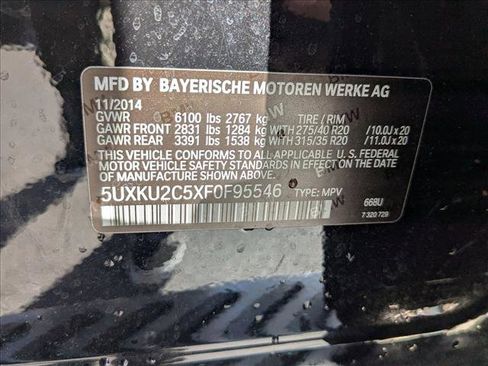 MFD BY BAYERISCHE MOTOREN WERKE AG
11/2014
GVWR 6100 lbs 2767 kg TIRE / RIM
GAWR FRONT 2831 lbs 1284 kg WITH 275/40 R20 /10.0J x 20
GAWR REAR 3391 lbs 1538 kg WITH 315/35 R20 /11.0J x 20
THIS VEHICLE CONFORMS TO ALL APPLICABLE U.S. FEDERAL
MOTOR VEHICLE SAFETY STANDARDS IN EFFECT ON THE DATE
OF MANUFACTURE SHOWN ABOVE.
5UXKU2C5XF0F95546 TYPE: MPV 668U
7 320 729